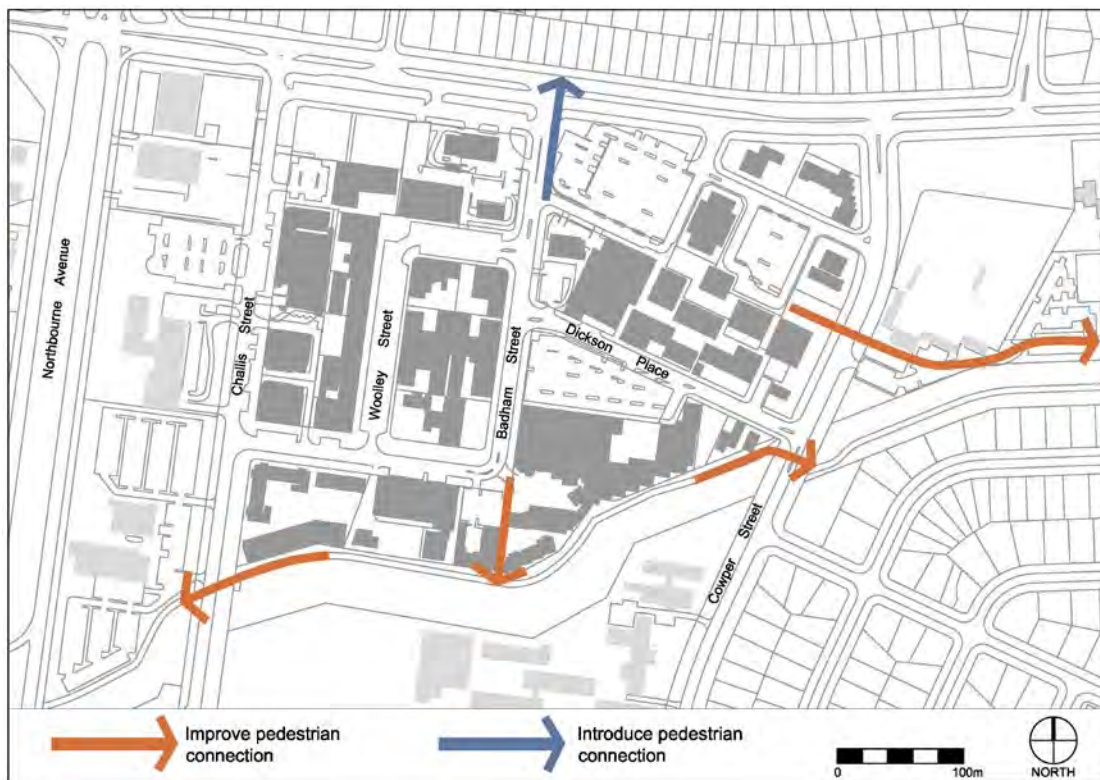 Northbourne Avenue
Challis Street
Woolley Street
Badham Street
Dickson Place
Cowper Street
Improve pedestrian
connection
Introduce pedestrian
connection
0 100m
NORTH